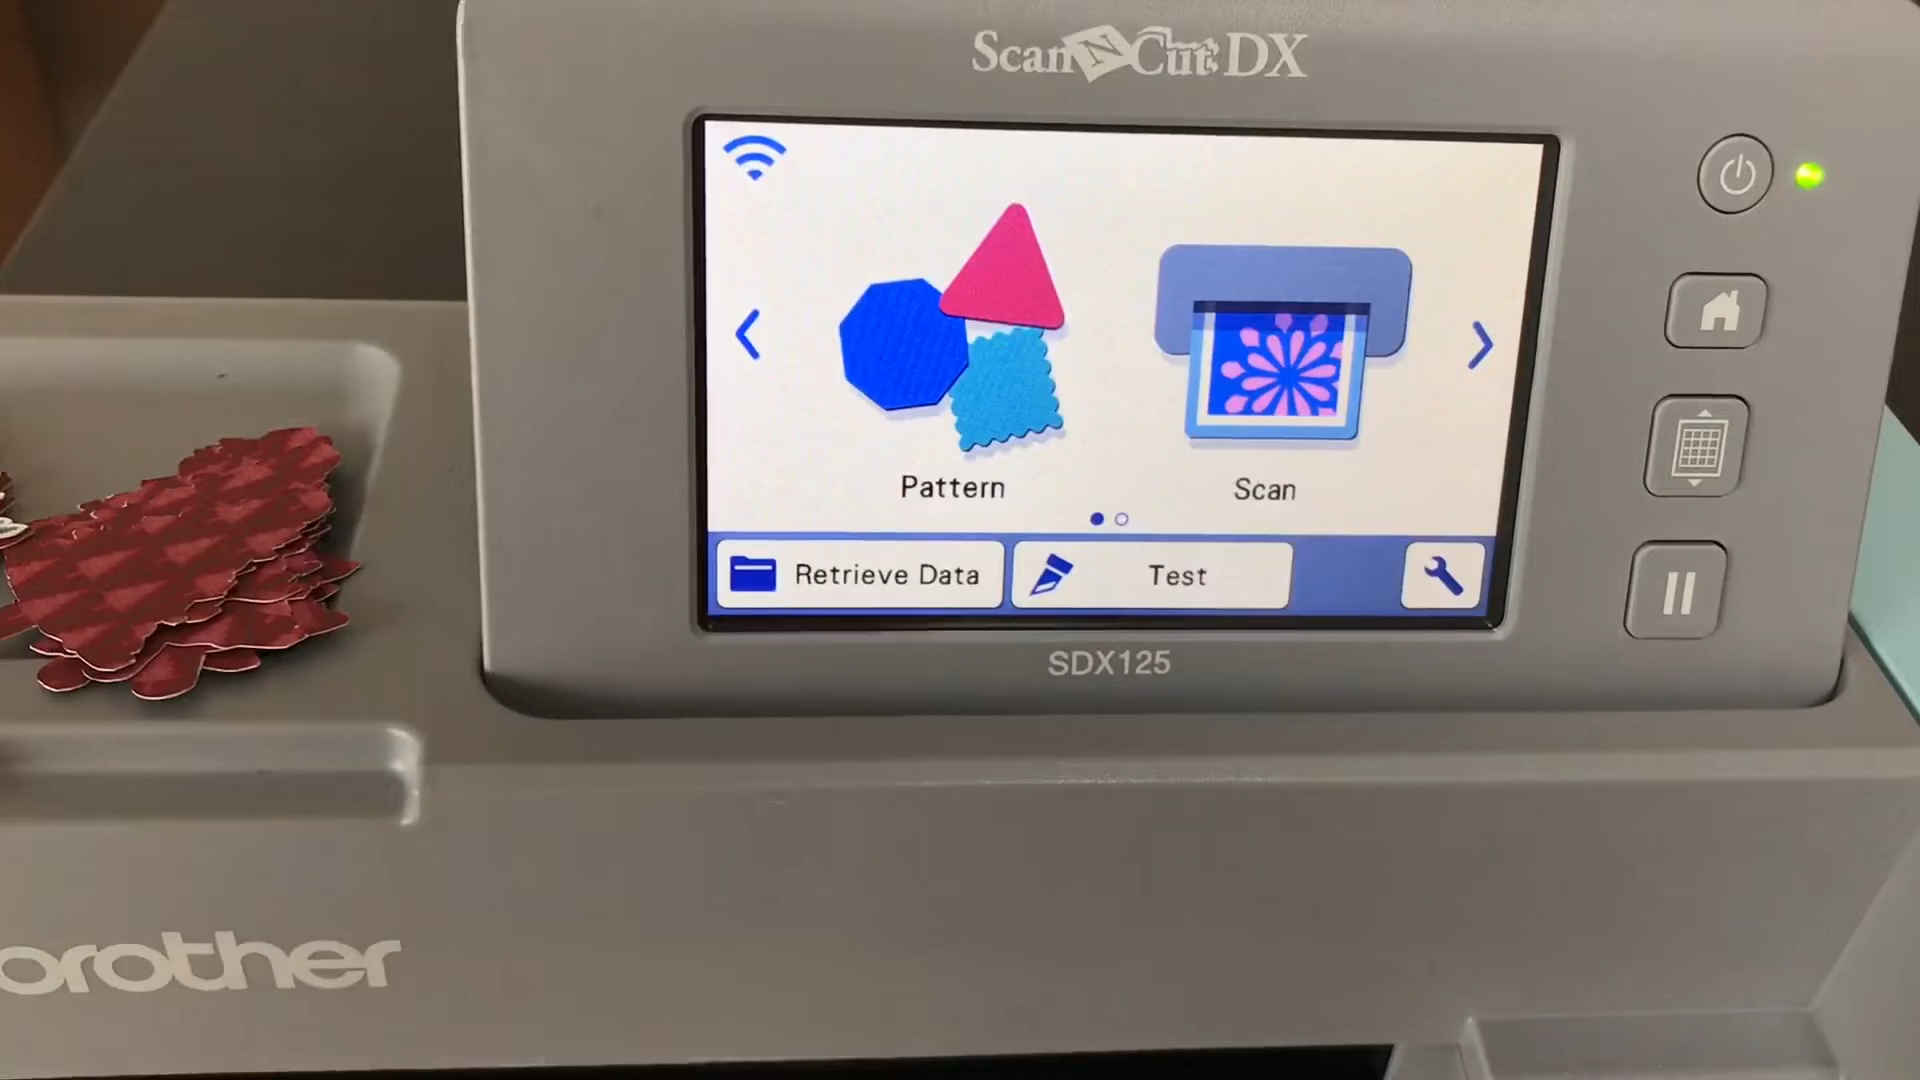 ScanNCut DX
Pattern
Scan
Retrieve Data
Test
SDX125
brother